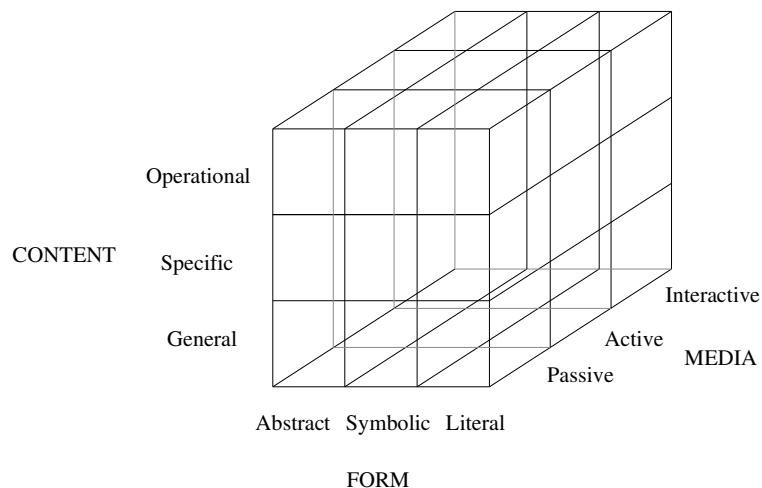 Operational
CONTENT
Specific
General
Interactive
Active
MEDIA
Passive
Abstract Symbolic Literal
FORM